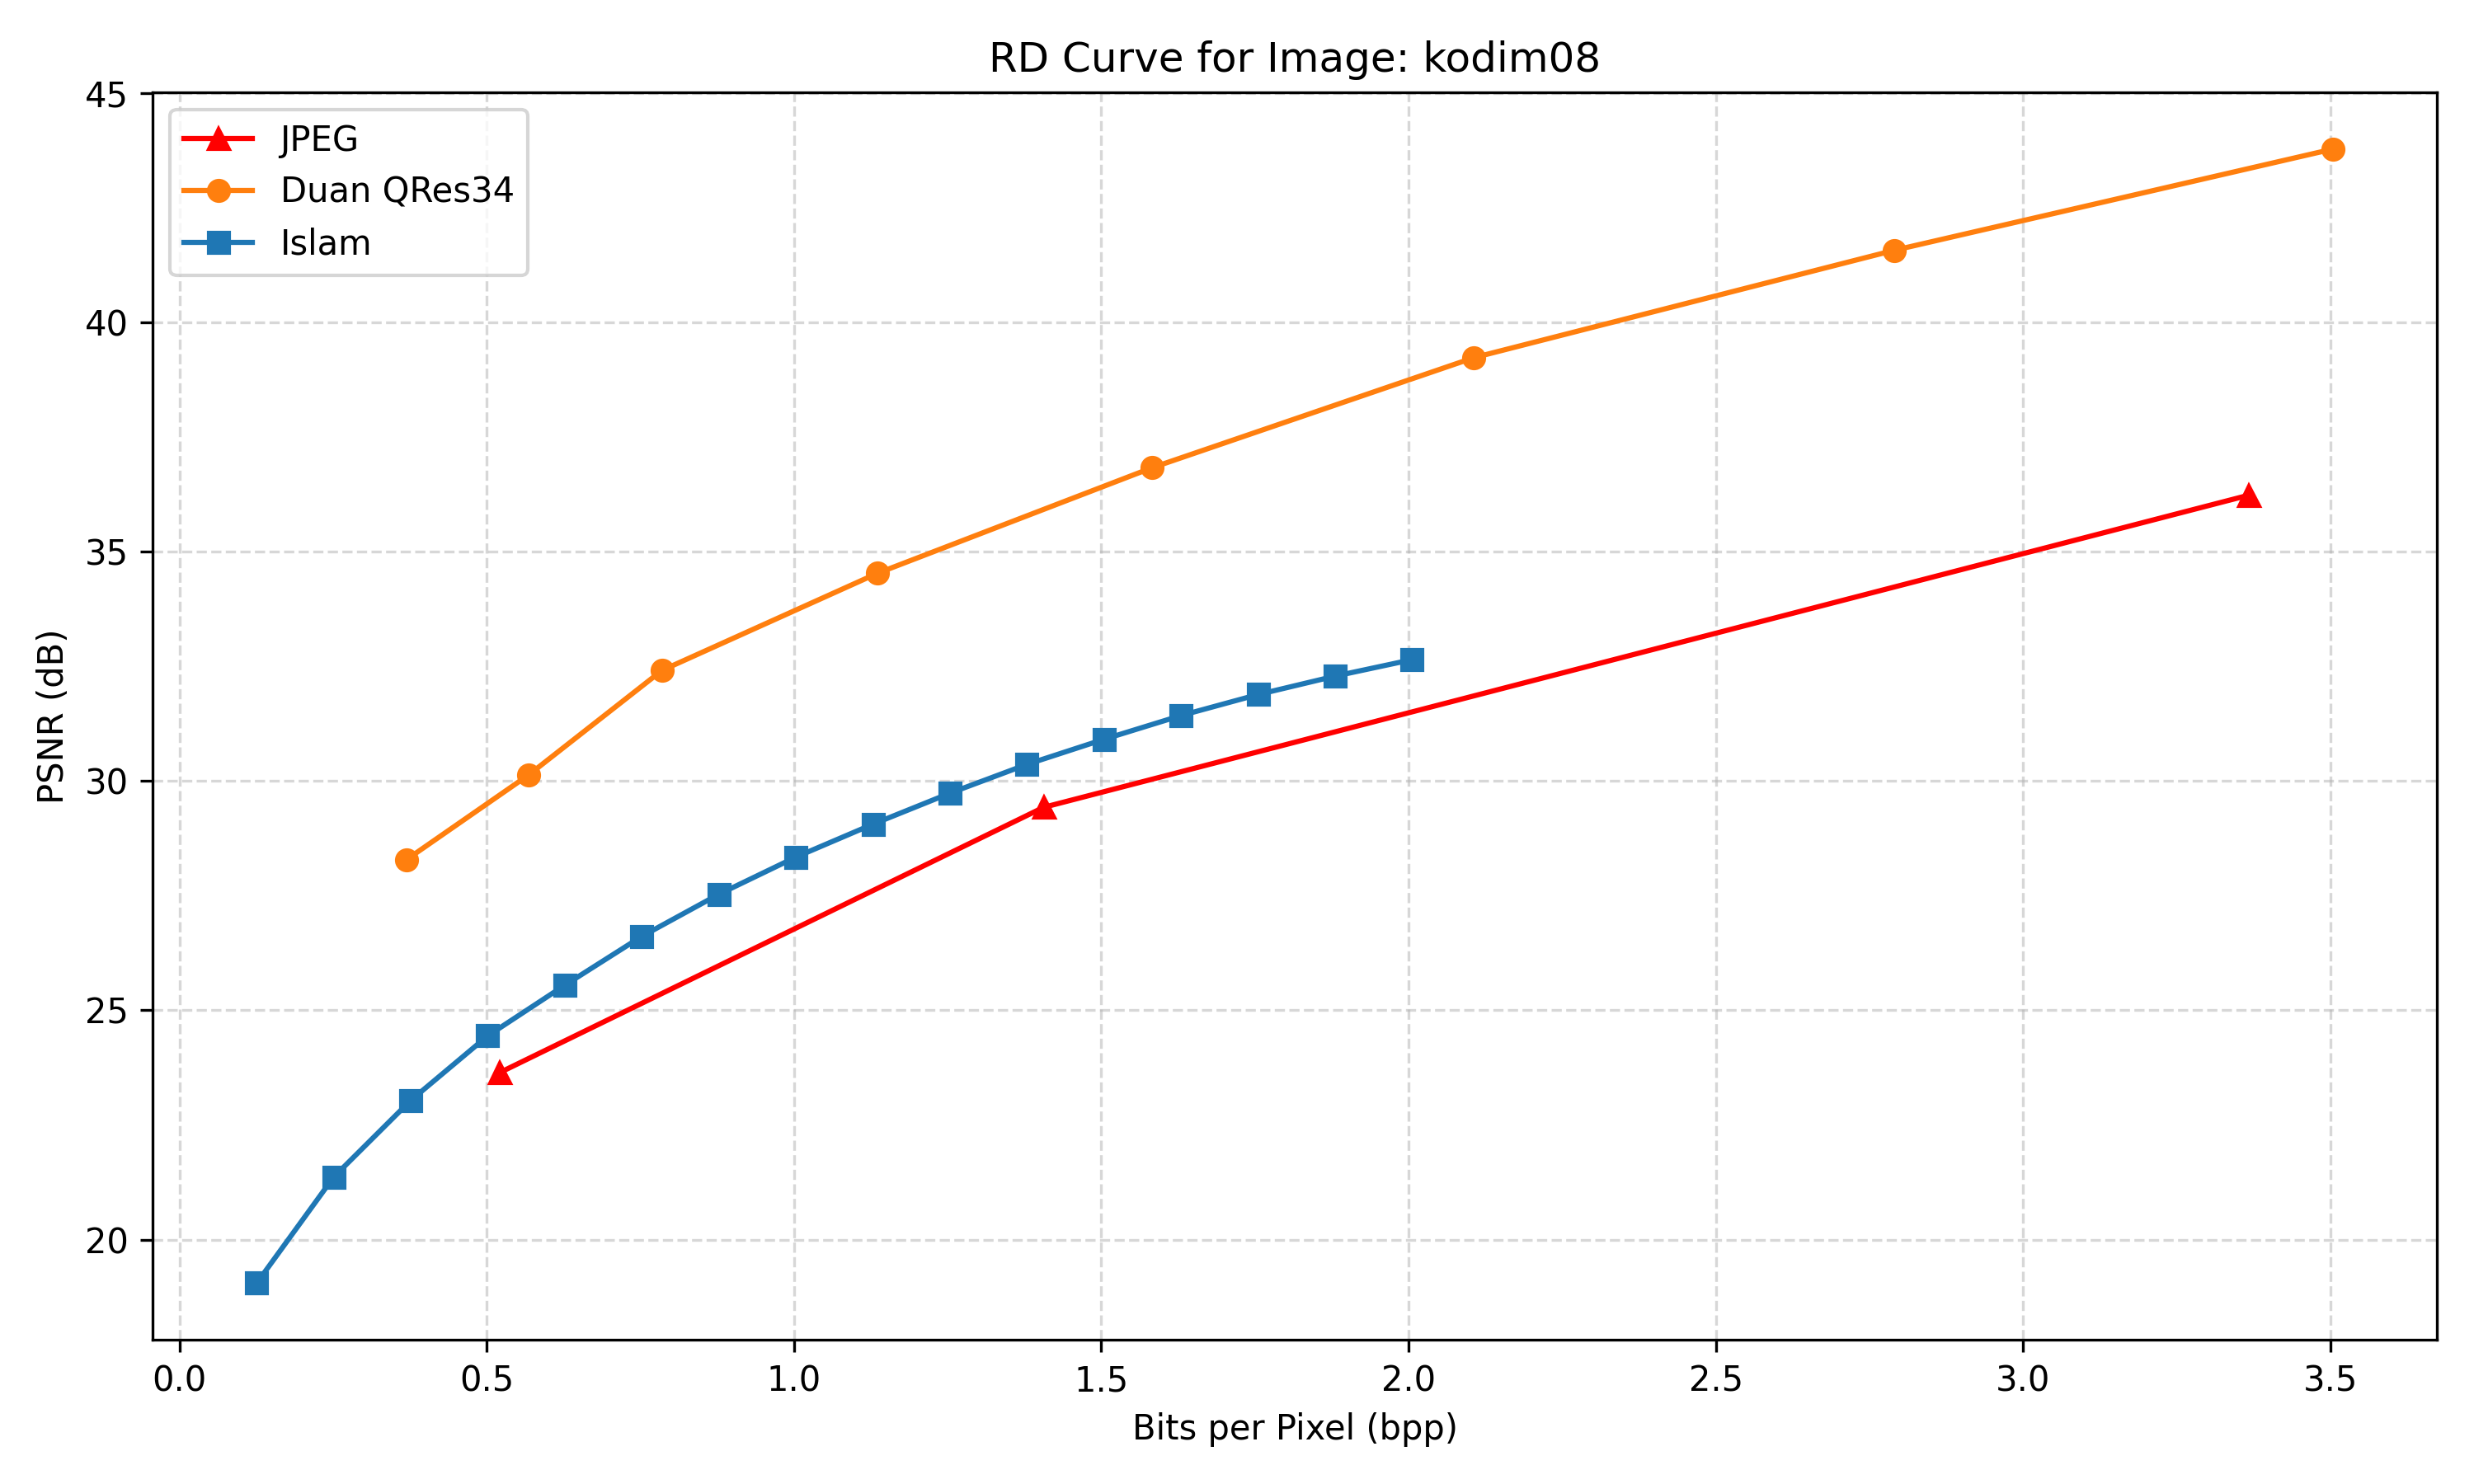 RD Curve for Image: kodim08
JPEG
Duan QRes34
Islam
PSNR (dB)
45
40
35
30
25
20
0.0 0.5 1.0 1.5 2.0 2.5 3.0 3.5
Bits per Pixel (bpp)